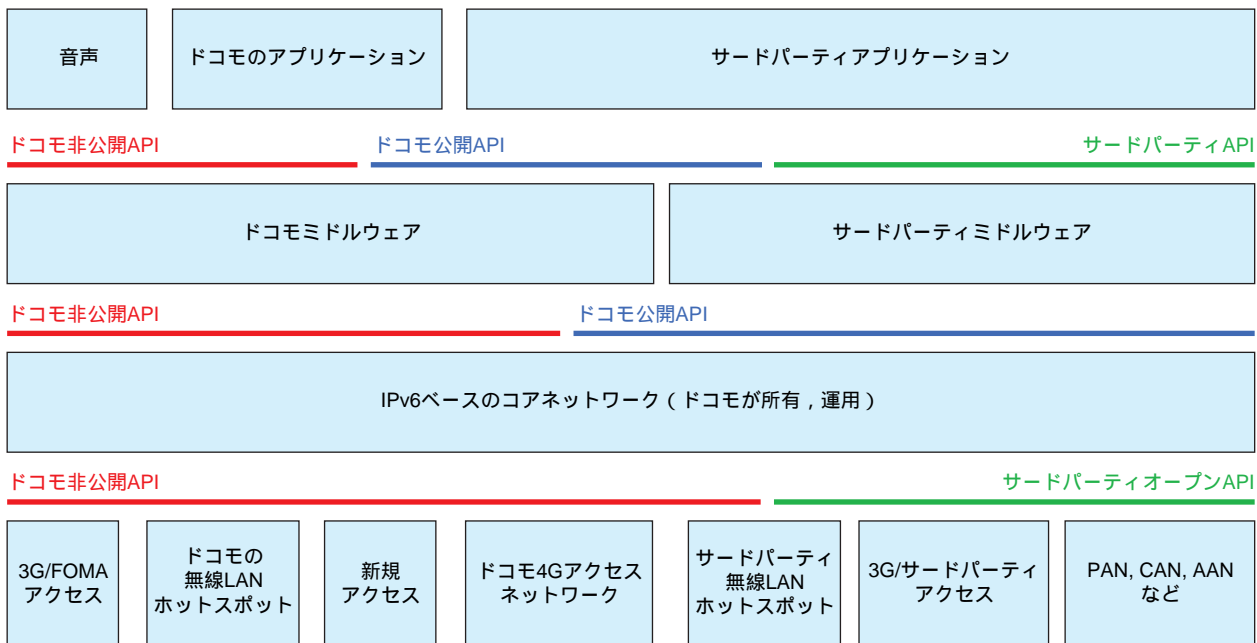 音声
ドコモのアプリケーション
サードパーティアプリケーション
ドコモ非公開API
ドコモ公開API
サードパーティAPI
ドコモミドルウェア
サードパーティミドルウェア
ドコモ非公開API
ドコモ公開API
IPv6ベースのコアネットワーク（ドコモが所有，運用）
ドコモ非公開API
サードパーティオープンAPI
3G/FOMA
アクセス
ドコモの
無線LAN
ホットスポット
新規
アクセス
ドコモ4Gアクセス
ネットワーク
サードパーティ
無線LAN
ホットスポット
3G/サードパーティ
アクセス
PAN, CAN, AAN
など